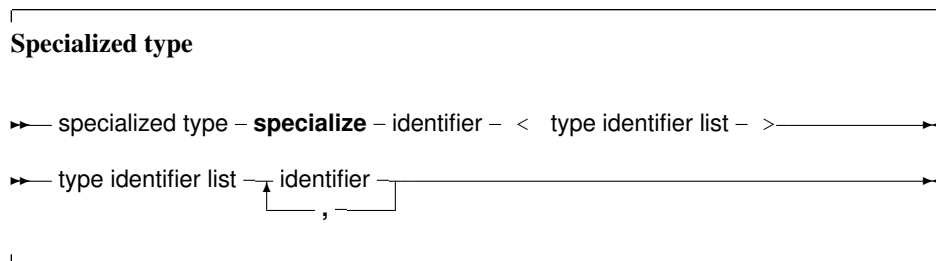 Specialized type
specialized type – specialize – identifier – < type identifier list – >
type identifier list – identifier –
, –